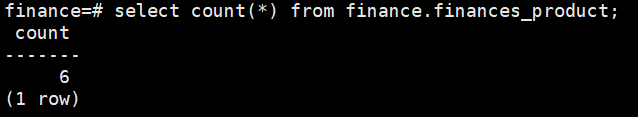 finance=# select count(*) from finance.finances_product;
count
-------
6
(1 row)